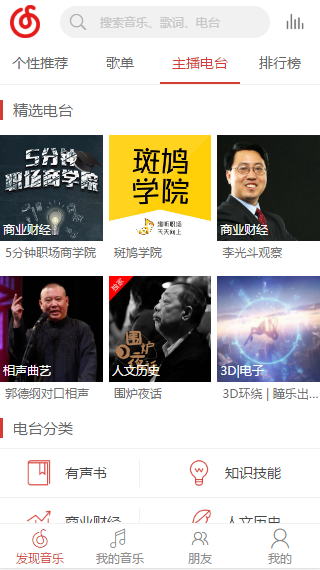 搜索音乐、歌词、电台
个性推荐 歌单 主播电台 排行榜
精选电台
5分钟
职场商学院
商业财经
斑鸠
学院
商业财经
5分钟职场商学院 斑鸠学院 李光斗观察
相声曲艺
独家
围炉
夜话
人文历史
3D|电子
郭德纲对口相声 围炉夜话 3D环绕 | 瞳乐出...
电台分类
有声书 知识技能
商业财经 人文历史
发现音乐 我的音乐 朋友 我的